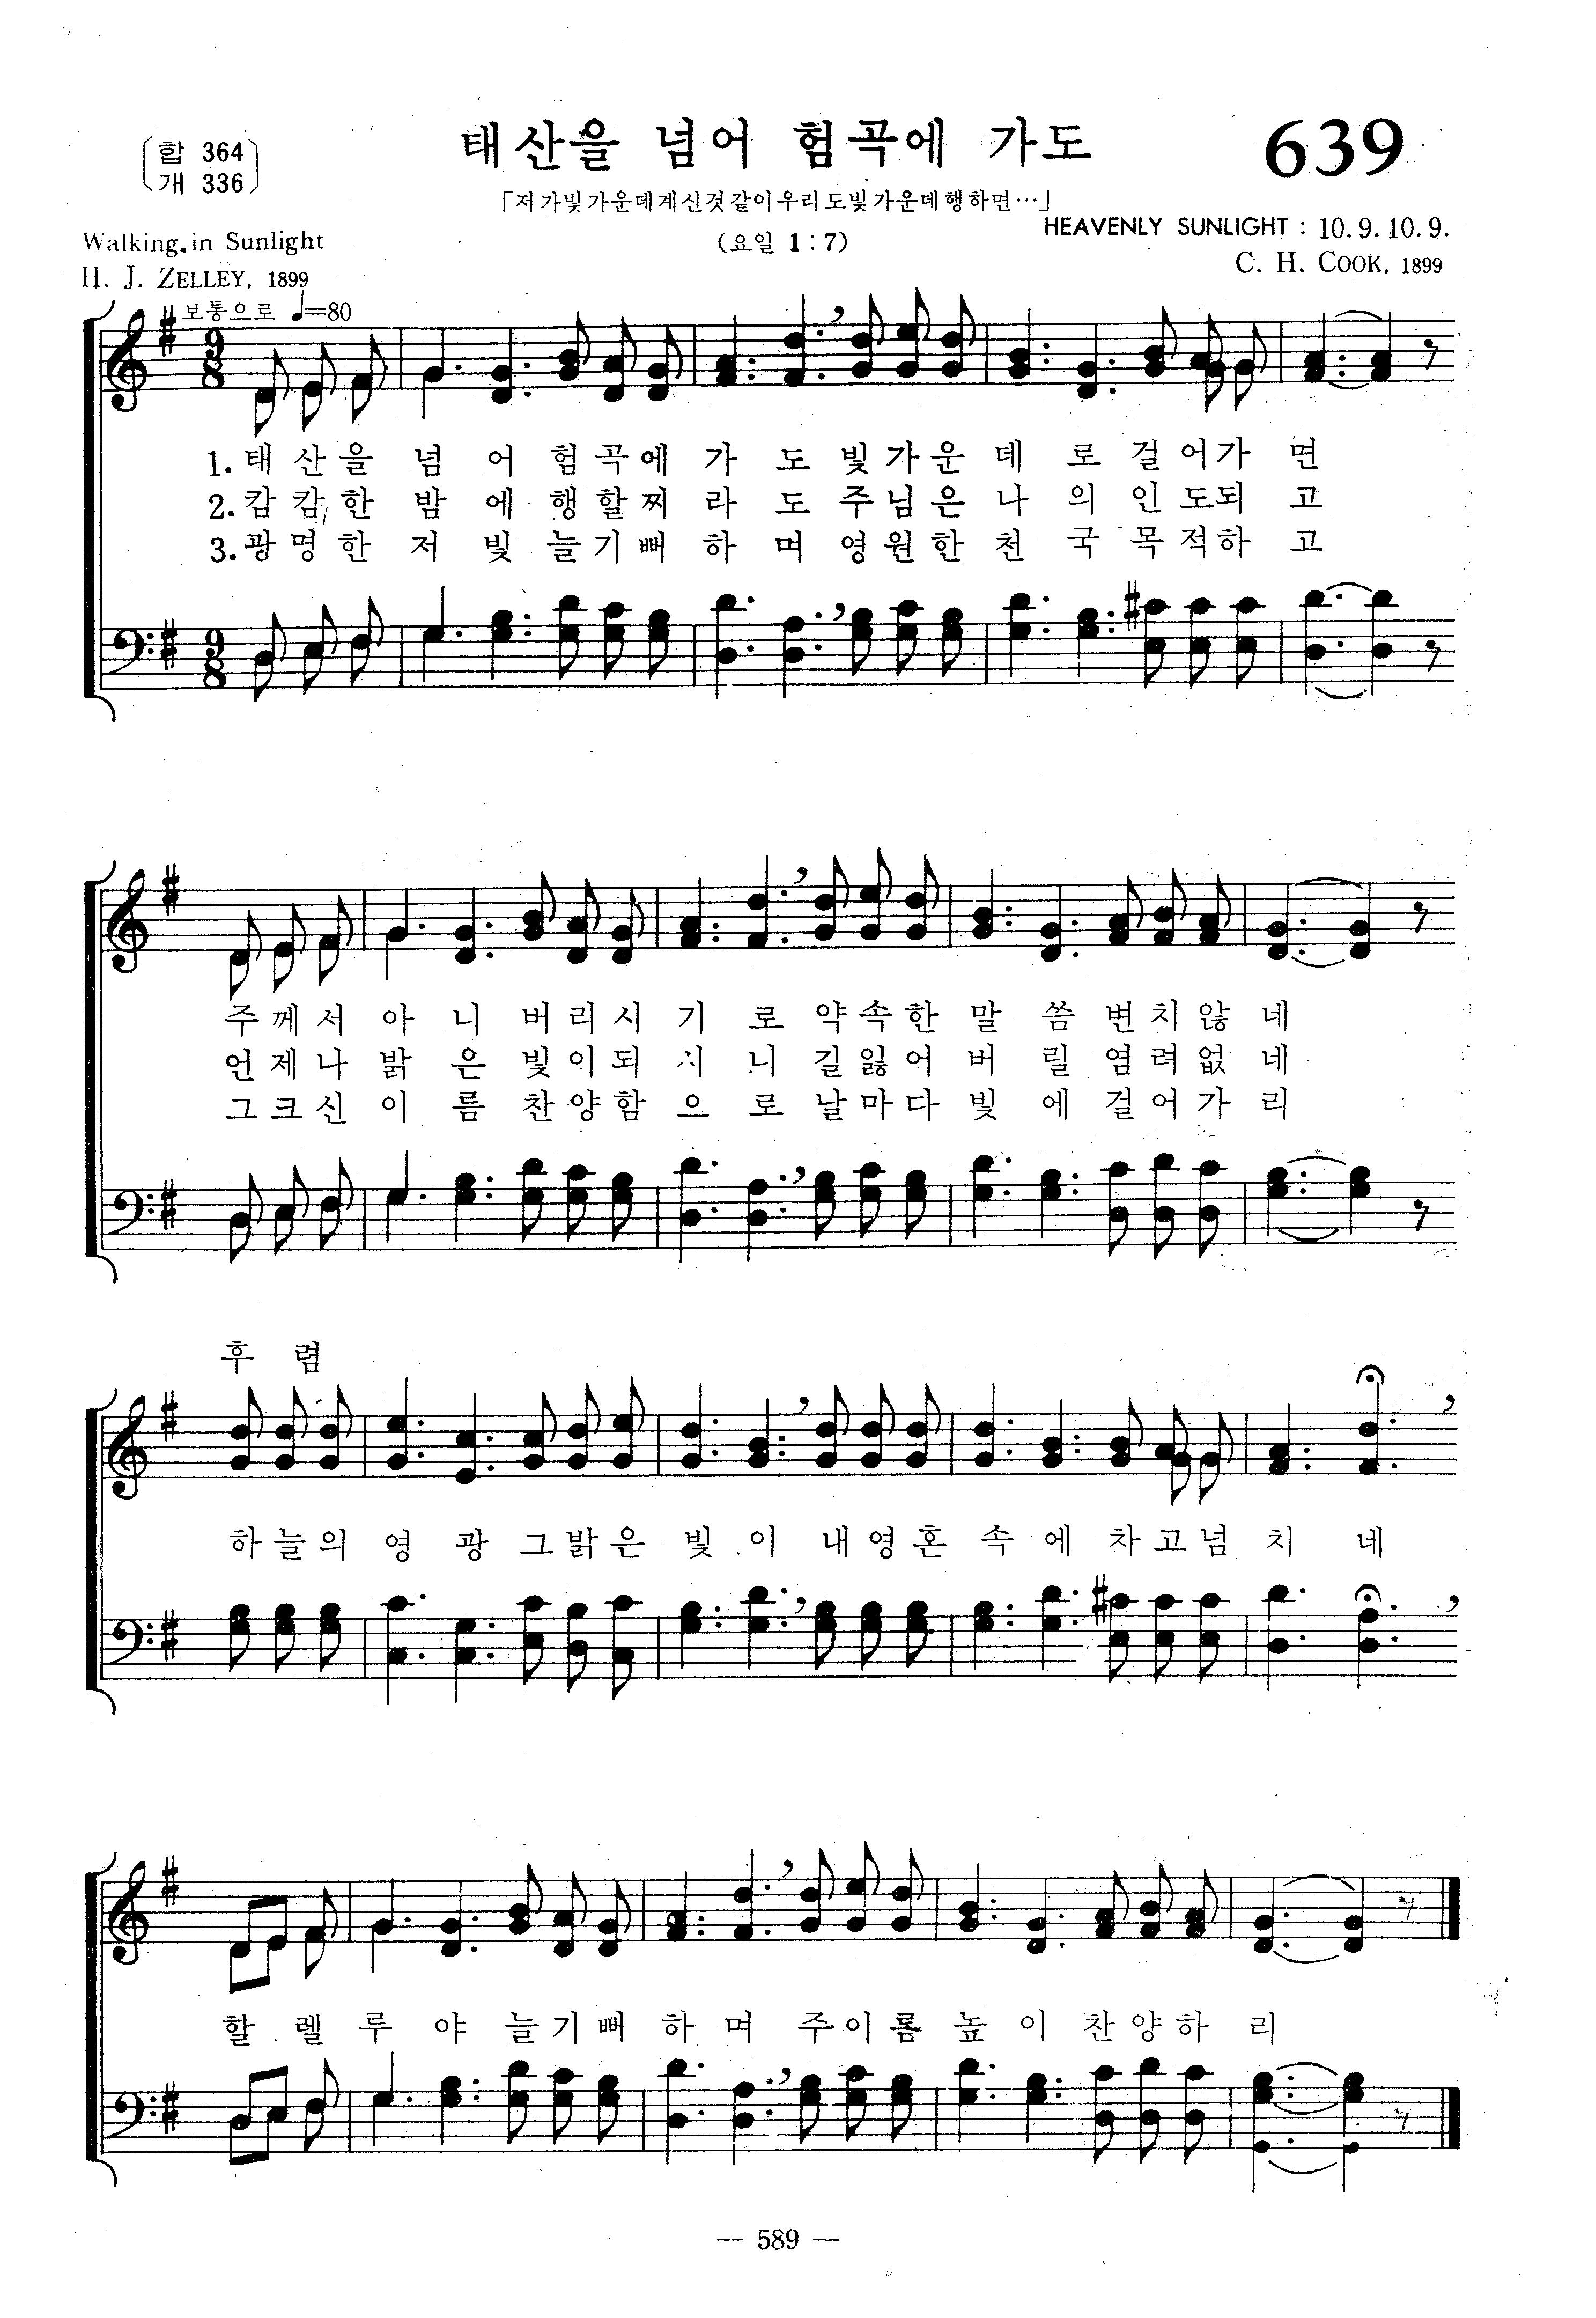 합 364
개 336
태산을 넘어 험곡에 가도
639
「저가빛가운데계신것같이우리도빛가운데행하면…」
(요일 1 : 7)
Walking in Sunlight
H. J. ZELLEY, 1899
HEAVENLY SUNLIGHT : 10. 9. 10. 9.
C. H. COOK, 1899
보통으로 ♩=80
1. 태 산 을 넘 어 험 곡 에 가 도 빛 가 운 데 로 걸 어 가 면
2. 캄 캄 한 밤 에 행 할 찌 라 도 주 님 은 나 의 인 도 되 고
3. 광 명 한 저 빛 늘 기 뻐 하 며 영 원 한 천 국 목 적 하 고
주 께 서 아 니 버 리 시 기 로 약 속 한 말 씀 변 치 않 네
언 제 나 밝 은 빛 이 되 시 니 길 잃 어 버 릴 염 려 없 네
그 크 신 이 름 찬 양 함 으 로 날 마 다 빛 에 걸 어 가 리
후 렴
하 늘 의 영 광 그 밝 은 빛 이 내 영 혼 속 에 차 고 넘 치 네
할 렐 루 야 늘 기 뻐 하 며 주 이 름 높 이 찬 양 하 리
— 589 —